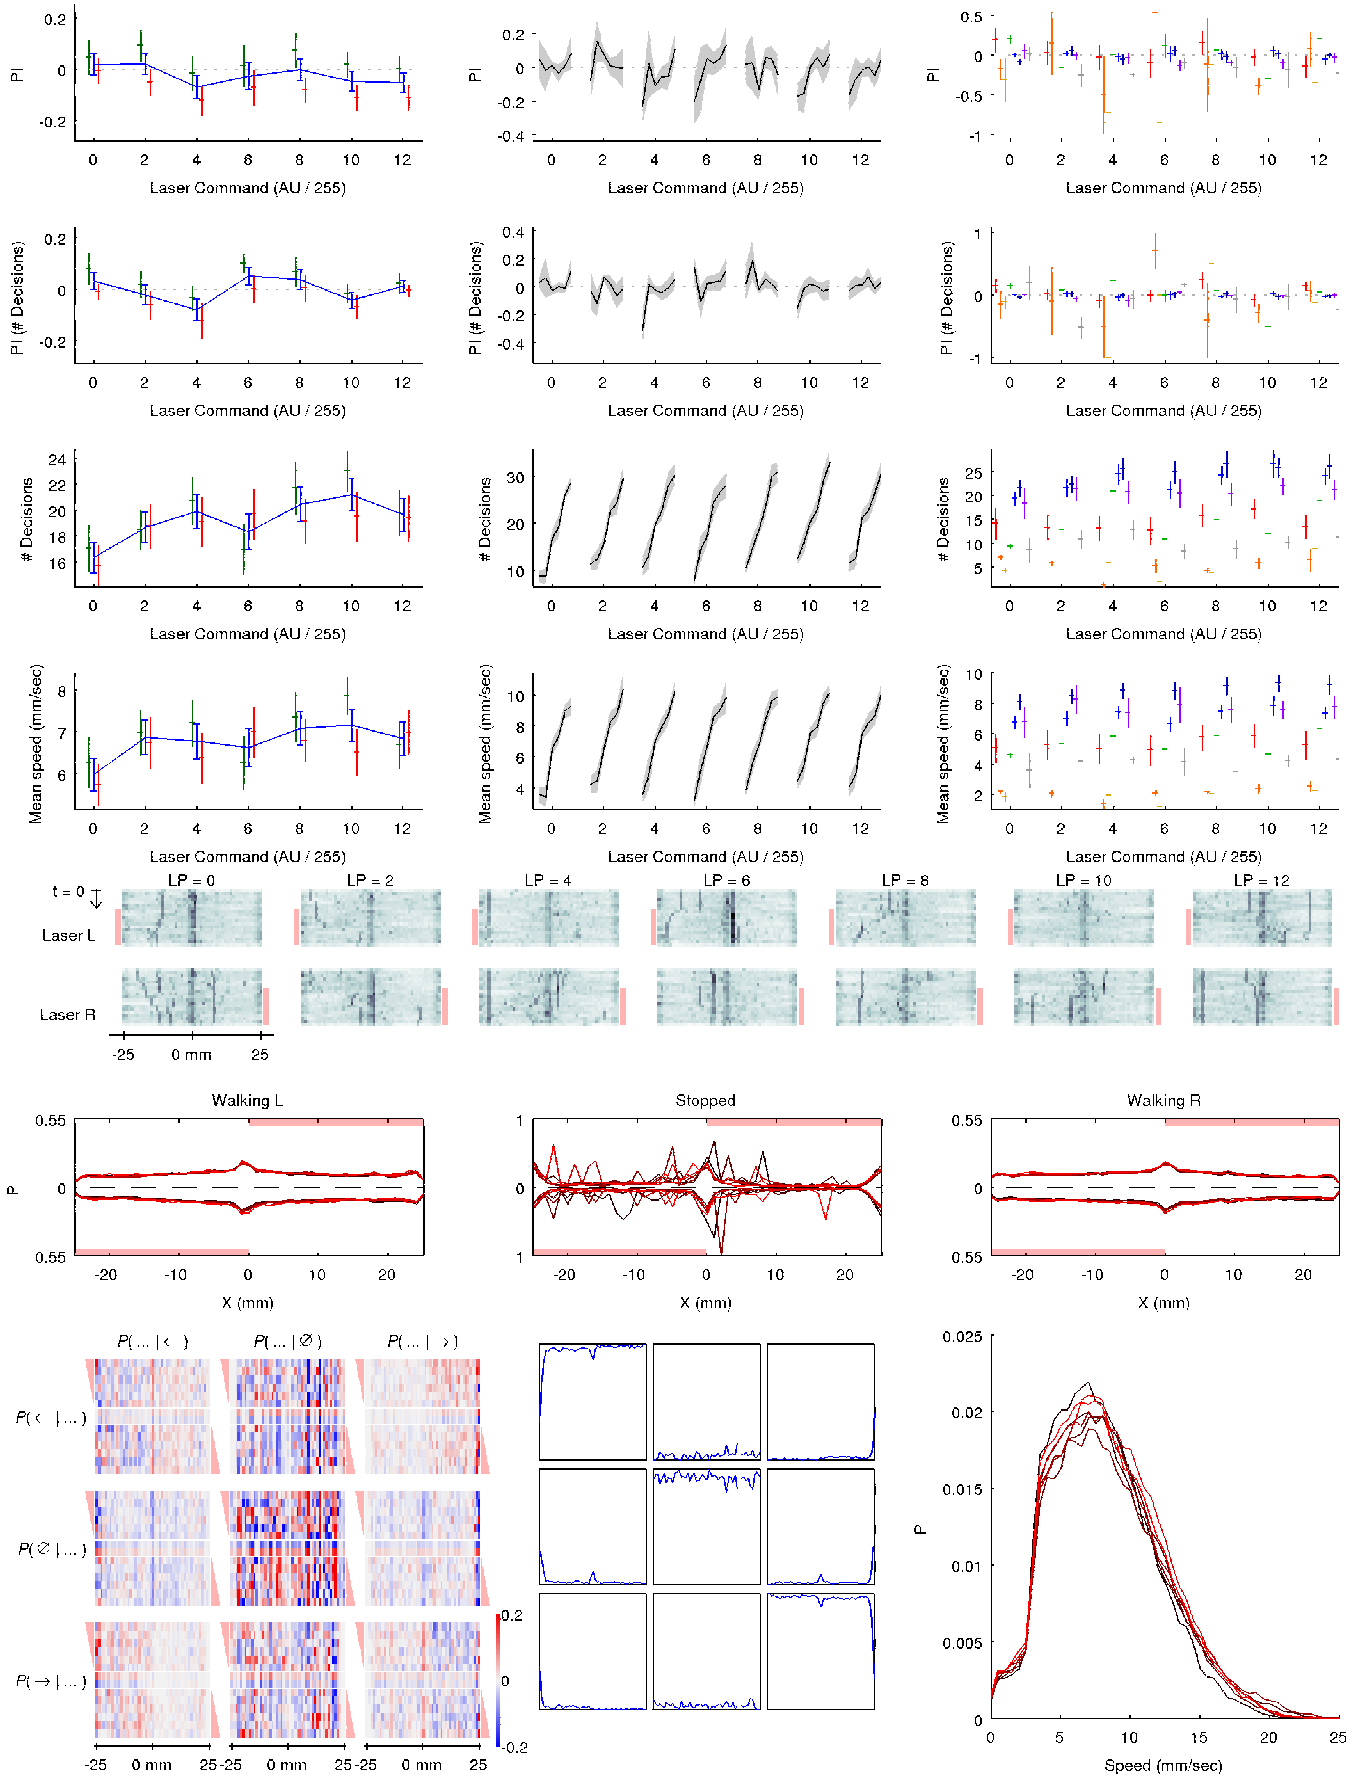 0.2
0
-0.2
PI
0 2 4 6 8 10 12
Laser Command (AU / 255)
0.2
0
-0.2
-0.4
PI
0 2 4 6 8 10 12
Laser Command (AU / 255)
0.5
0
-0.5
-1
PI
0 2 4 6 8 10 12
Laser Command (AU / 255)
0.2
0
-0.2
PI (# Decisions)
0 2 4 6 8 10 12
Laser Command (AU / 255)
0.4
0.2
0
-0.2
-0.4
PI (# Decisions)
0 2 4 6 8 10 12
Laser Command (AU / 255)
1
0
-1
PI (# Decisions)
0 2 4 6 8 10 12
Laser Command (AU / 255)
24
22
20
18
16
# Decisions
0 2 4 6 8 10 12
Laser Command (AU / 255)
30
20
10
# Decisions
0 2 4 6 8 10 12
Laser Command (AU / 255)
25
20
15
10
5
# Decisions
0 2 4 6 8 10 12
Laser Command (AU / 255)
8
7
6
Mean speed (mm/sec)
0 2 4 6 8 10 12
Laser Command (AU / 255)
10
8
6
4
Mean speed (mm/sec)
0 2 4 6 8 10 12
Laser Command (AU / 255)
10
8
6
4
2
Mean speed (mm/sec)
0 2 4 6 8 10 12
Laser Command (AU / 255)
LP = 0 LP = 2 LP = 4 LP = 6 LP = 8 LP = 10 LP = 12
t = 0
Laser L
Laser R
-25 0 mm 25
Walking L
0.55
0
0.55
P
-20 -10 0 10 20
X (mm)
Stopped
1
0
1
-20 -10 0 10 20
X (mm)
Walking R
0.55
0
0.55
-20 -10 0 10 20
X (mm)
P( ... | ← ) P( ... | ∅ ) P( ... | → )
P( ← | ... )
P( ∅ | ... )
P( → | ... )
-25 0 mm 25 -25 0 mm 25 -25 0 mm 25
0.2
0
-0.2
0.025
0.02
0.015
0.01
0.005
0
P
0 5 10 15 20 25
Speed (mm/sec)